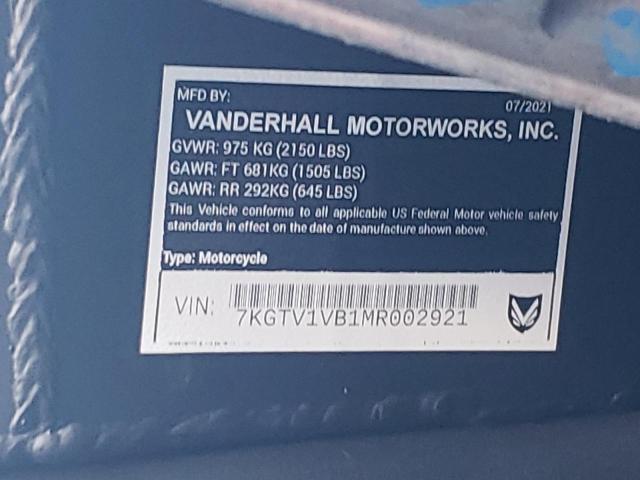 MFD BY:
07/2021
VANDERHALL MOTORWORKS, INC.
GVWR: 975 KG (2150 LBS)
GAWR: FT 681KG (1505 LBS)
GAWR: RR 292KG (645 LBS)
This Vehicle conforms to all applicable US Federal Motor vehicle safety
standards in effect on the date of manufacture shown above.
Type: Motorcycle
VIN:
7KGTV1VB1MR002921